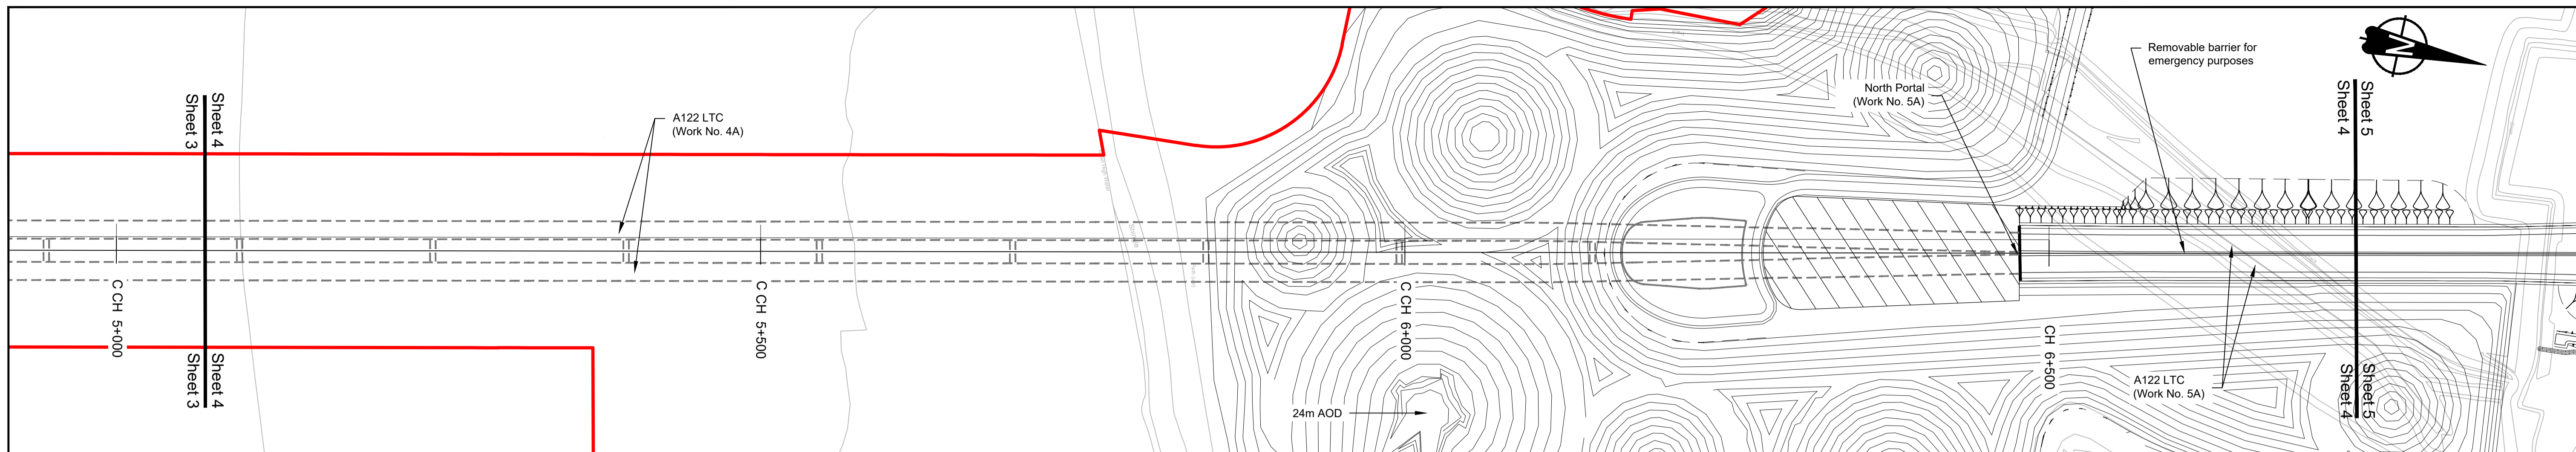 Sheet 3
Sheet 4
A122 LTC
(Work No. 4A)
North Portal
(Work No. 5A)
Removable barrier for
emergency purposes
N
Sheet 4
Sheet 5
C CH 5+000
C CH 5+500
C CH 6+000
CH 6+500
Sheet 3
Sheet 4
24m AOD
A122 LTC
(Work No. 5A)
Sheet 4
Sheet 5